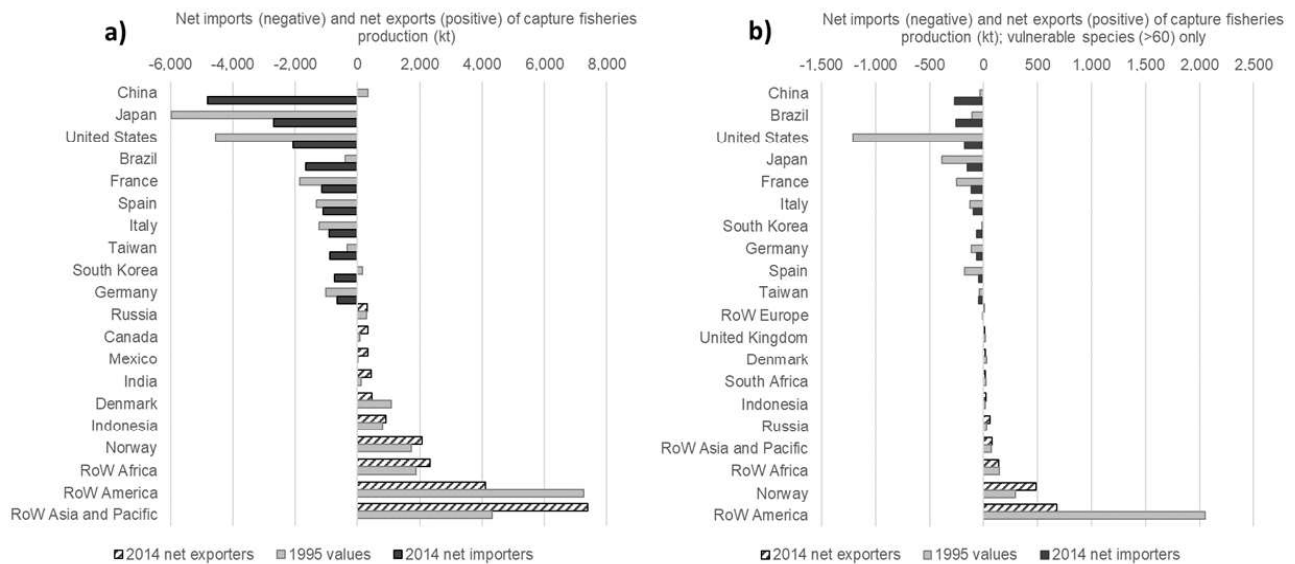 a)
Net imports (negative) and net exports (positive) of capture fisheries
production (kt)
-6,000 -4,000 -2,000 0 2,000 4,000 6,000 8,000
China
Japan
United States
Brazil
France
Spain
Italy
Taiwan
South Korea
Germany
Russia
Canada
Mexico
India
Denmark
Indonesia
Norway
RoW Africa
RoW America
RoW Asia and Pacific
2014 net exporters 1995 values 2014 net importers
b)
Net imports (negative) and net exports (positive) of capture fisheries
production (kt); vulnerable species (>60) only
-1,500 -1,000 -500 0 500 1,000 1,500 2,000 2,500
China
Brazil
United States
Japan
France
Italy
South Korea
Germany
Spain
Taiwan
RoW Europe
United Kingdom
Denmark
South Africa
Indonesia
Russia
RoW Asia and Pacific
RoW Africa
Norway
RoW America
2014 net exporters 1995 values 2014 net importers